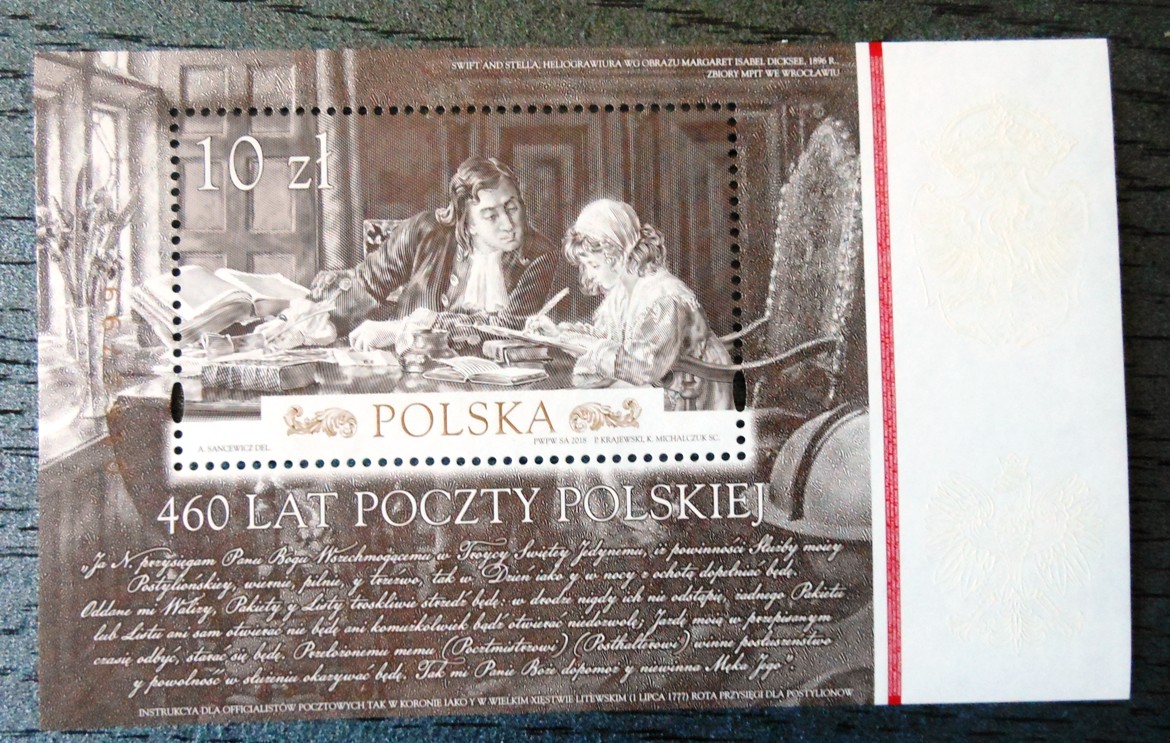 SWIFT AND STELLA, HELIOGRAWIURA WG OBRAZU MARGARET ISABEL DICKSEE, 1896 R.,
ZBIORY MPIT WE WROCŁAWIU
10 zł
POLSKA
A. SANCEWICZ DEL.
PWPW SA 2018 P. KRAJEWSKI, K. MICHALCZUK SC.
460 LAT POCZTY POLSKIEJ
„Ja N. przysięgam Panu Bogu Wszechmogącemu w Troycy Świętey Jedynemu, iż powinności Służby moiey
Postyliońskiey, wiernie, pilnie, y trzeźwo, tak w Dzień iako y w nocy z ochotą dopełniać będę.
Oddane mi Walizy, Pakiety y Listy troskliwie strzedz będę: w drodze nigdy ich nie odstąpię, żadnego Pakietu
lub Listu ani sam otwierać nie będę ani komużkolwiek bądź otwierać niedozwolę; Jazdę moią w przepisanym
czasie odbyć, starać się będę. Przełożonemu memu (Pocztmistrzowi) (Posthalterowi) winne posłuszeństwo
y powolność w służeniu okazywać będę. Tak mi Panie Boże dopomoż y niewinna Męko Jego”.
INSTRUKCYA DLA OFFICIALISTÓW POCZTOWYCH TAK W KORONIE IAKO Y W WIELKIM XIĘSTWIE LITEWSKIM (1 LIPCA 1777) ROTA PRZYSIĘGI DLA POSTYLIONÓW